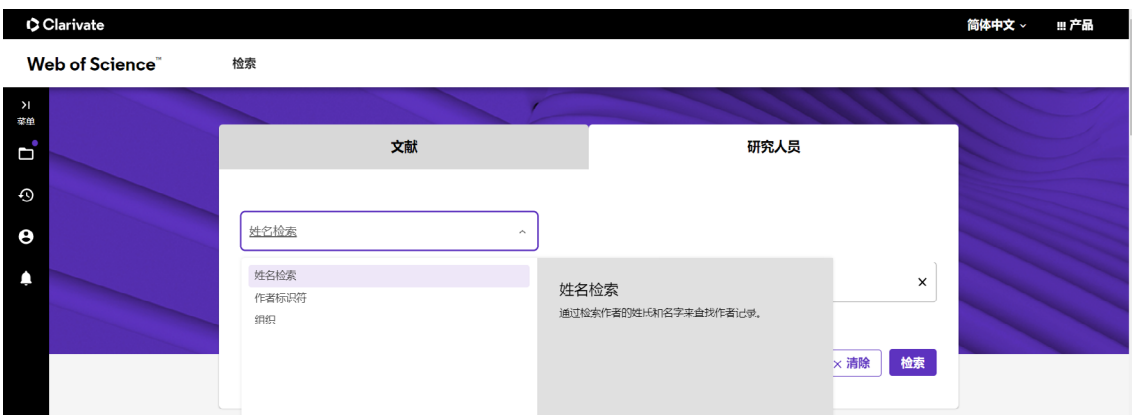 Clarivate
简体中文
产品
Web of Science™
检索
菜单
文献
研究人员
姓名检索
姓名检索
作者标识符
组织
姓名检索
通过检索作者的姓氏和名字来查找作者记录。
× 清除
检索